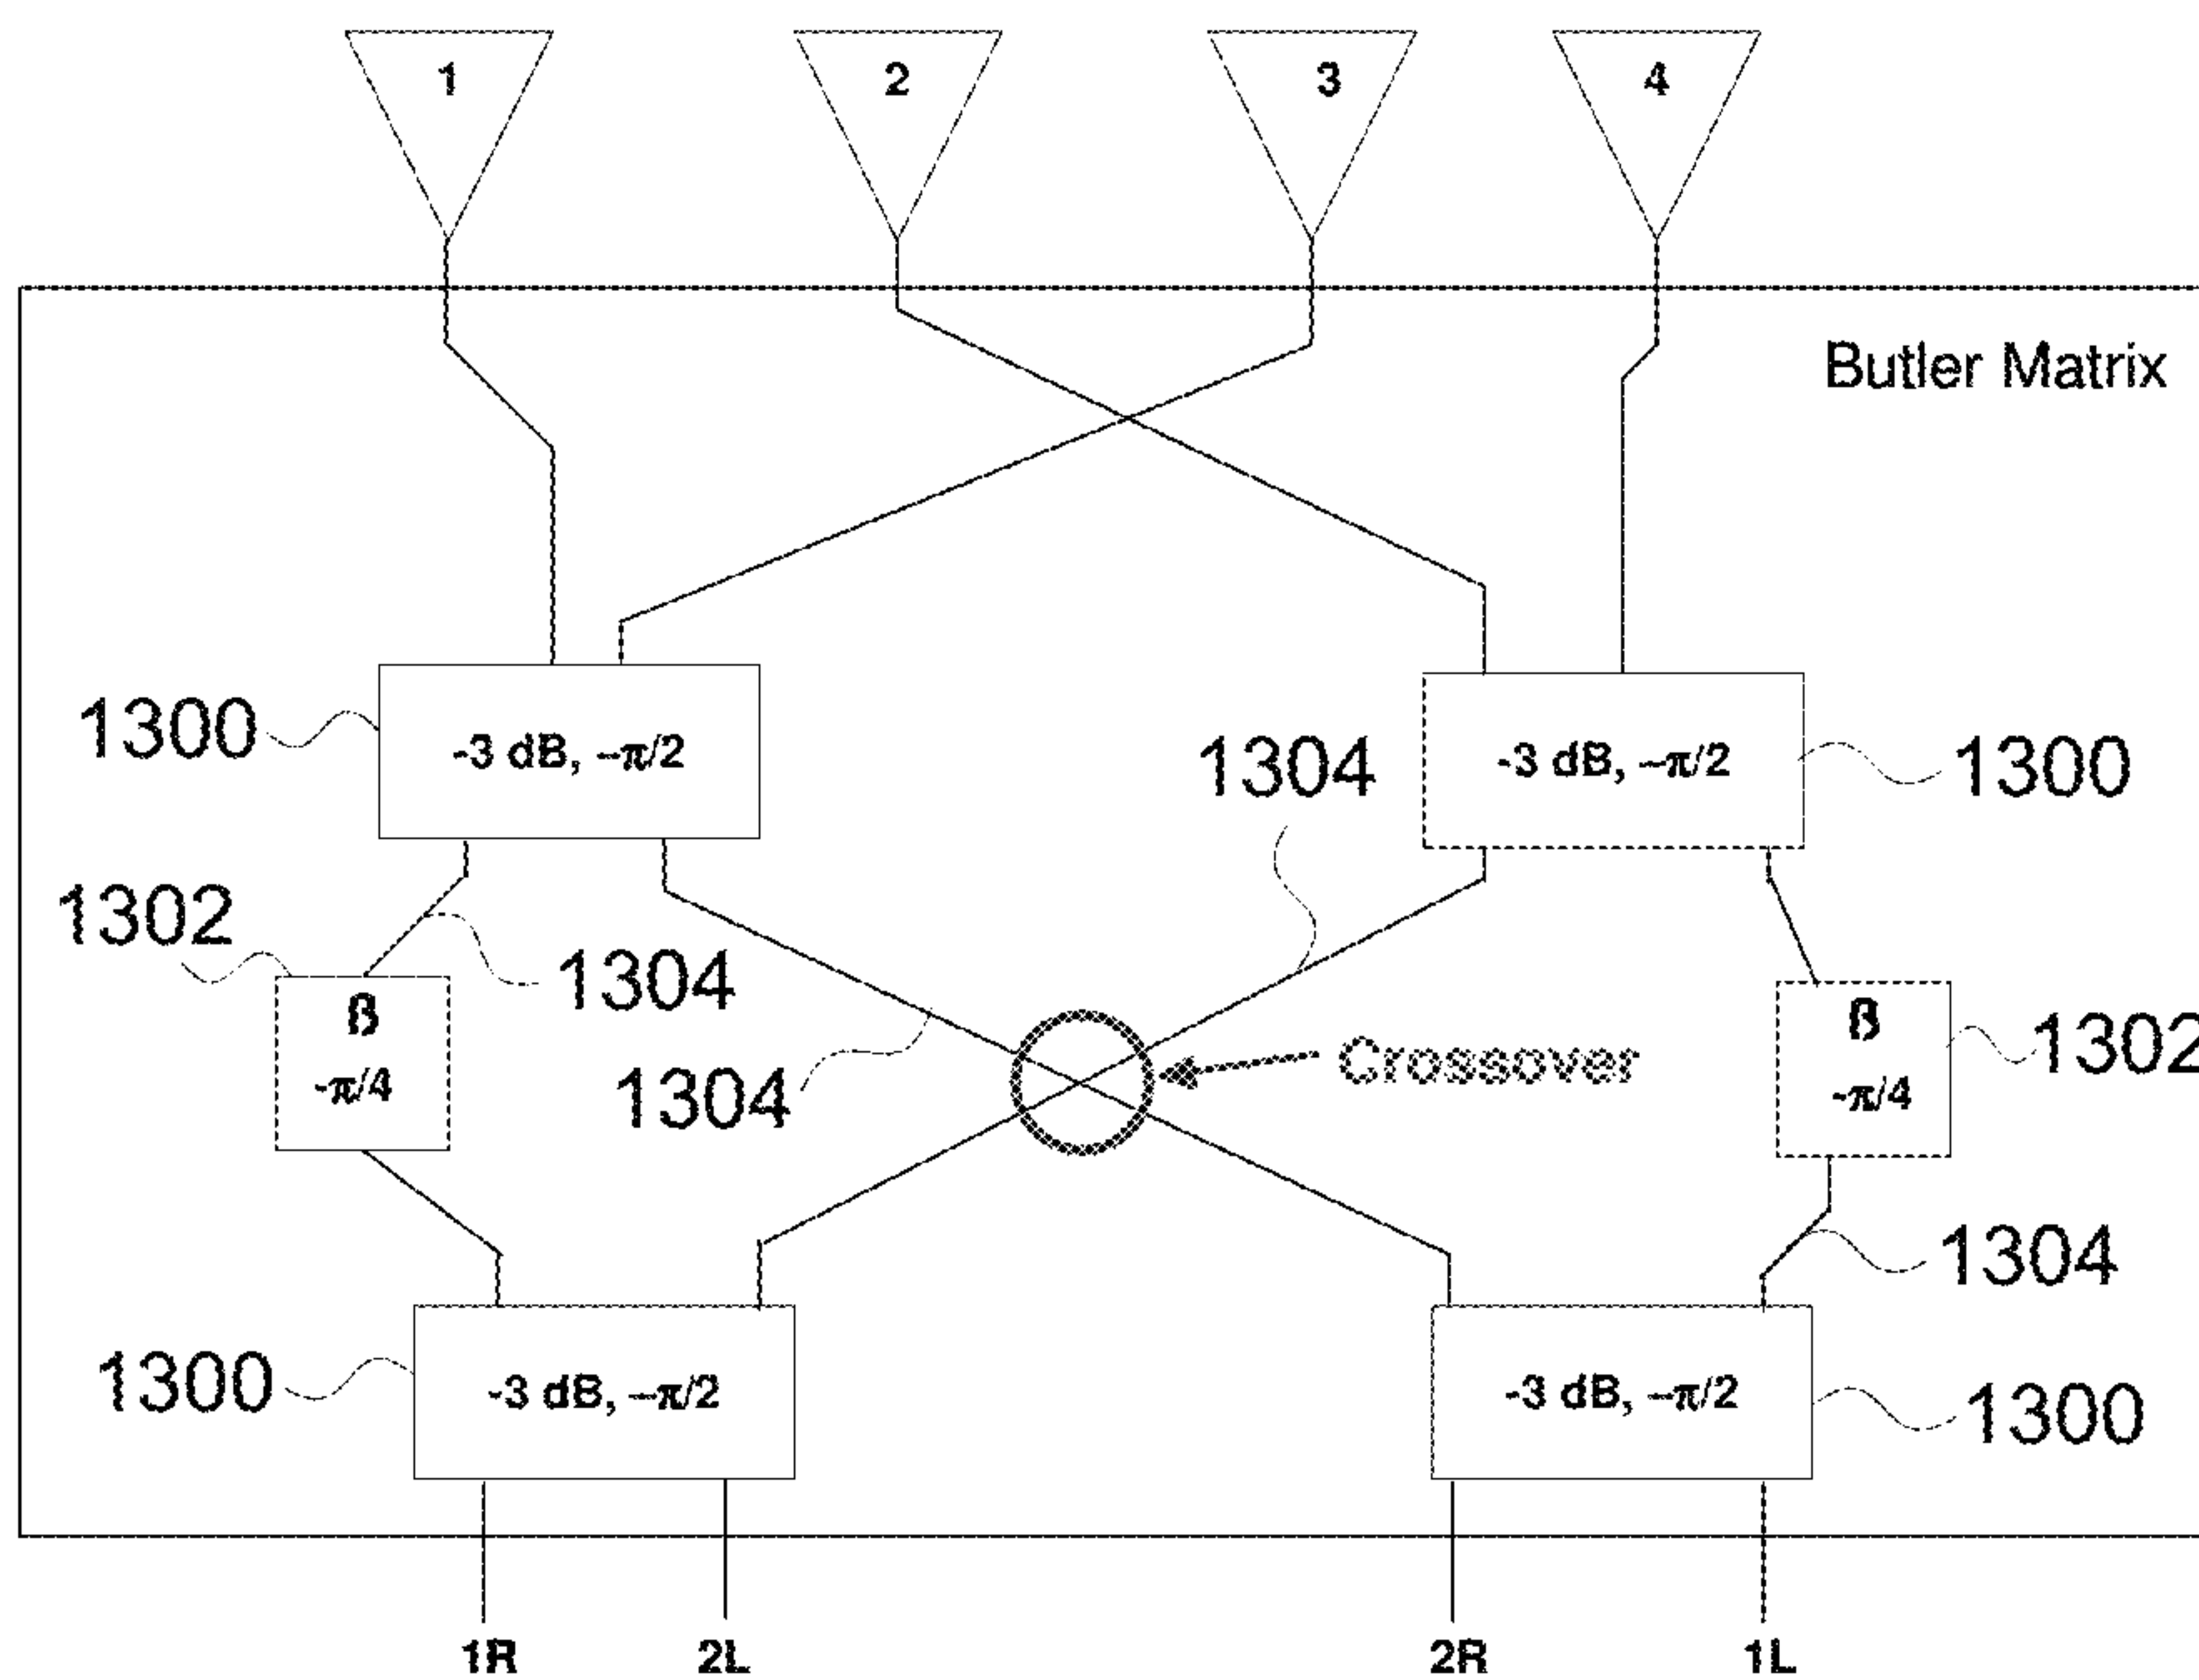 1 2 3 4
Butler Matrix
1300 -3 dB, –π/2
1304 -3 dB, –π/2 1300
1302
1304
ß
-π/4
1304
Crossover
ß
-π/4
1302
1304
1300 -3 dB, –π/2
-3 dB, –π/2 1300
1R 2L 2R 1L